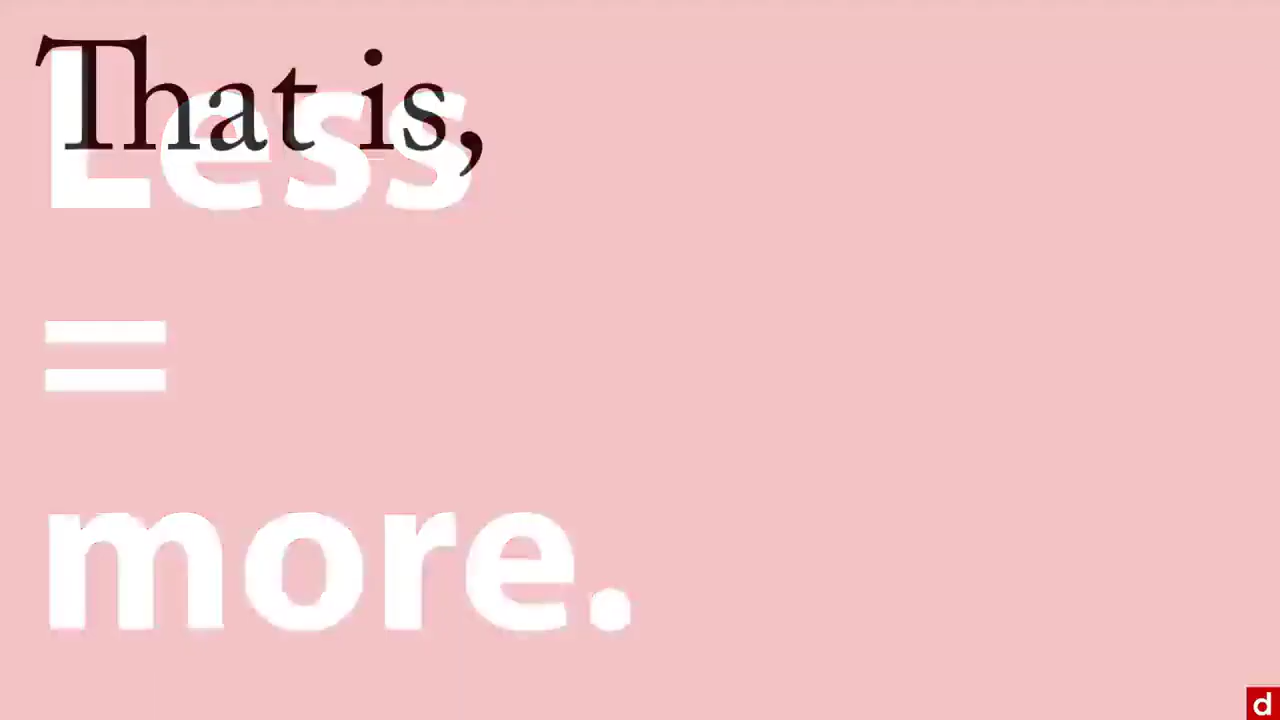 That is,
Less
=
more.
d